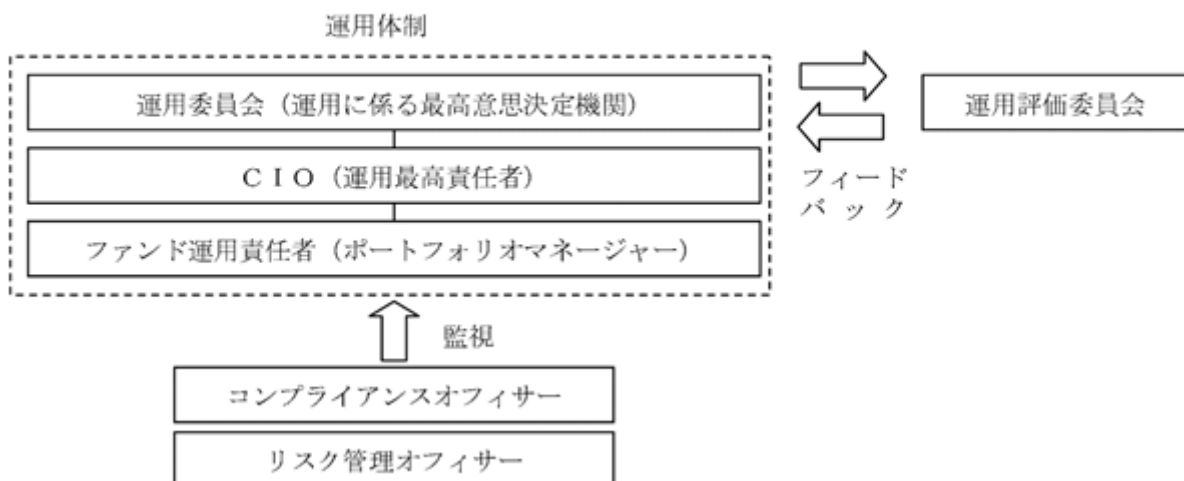 運用体制
運用委員会（運用に係る最高意思決定機関）
運用評価委員会
ＣＩＯ（運用最高責任者）
フィード
バック
ファンド運用責任者（ポートフォリオマネージャー）
監視
コンプライアンスオフィサー
リスク管理オフィサー